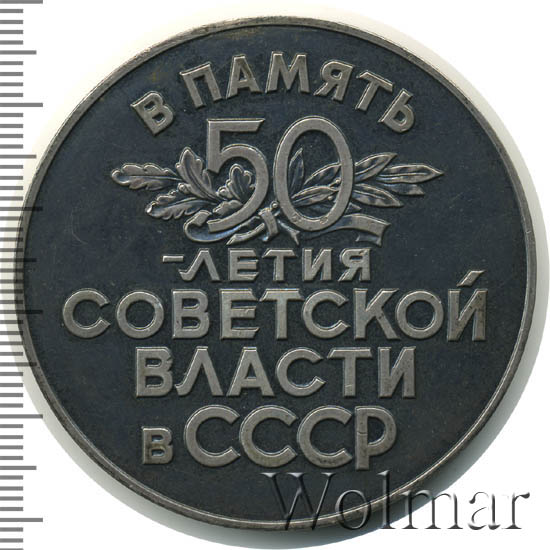 В ПАМЯТЬ
50
-ЛЕТИЯ
СОВЕТСКОЙ
ВЛАСТИ
в СССР
Wolmar